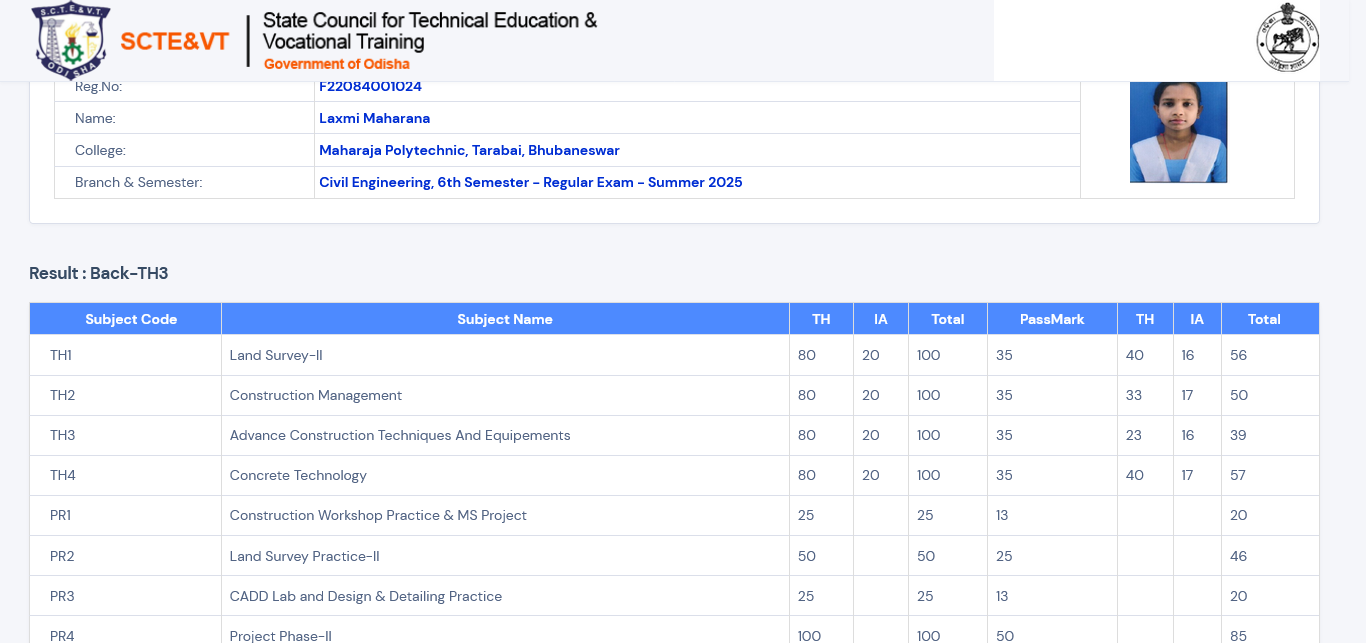 S.C.T.E.&V.T.
ODISHA
SCTE&VT
State Council for Technical Education &
Vocational Training
Government of Odisha
Reg.No: F22084001024
Name: Laxmi Maharana
College: Maharaja Polytechnic, Tarabai, Bhubaneswar
Branch & Semester: Civil Engineering, 6th Semester - Regular Exam - Summer 2025
Result : Back-TH3
Subject Code Subject Name TH IA Total PassMark TH IA Total
TH1 Land Survey-II 80 20 100 35 40 16 56
TH2 Construction Management 80 20 100 35 33 17 50
TH3 Advance Construction Techniques And Equipements 80 20 100 35 23 16 39
TH4 Concrete Technology 80 20 100 35 40 17 57
PR1 Construction Workshop Practice & MS Project 25 25 13 20
PR2 Land Survey Practice-II 50 50 25 46
PR3 CADD Lab and Design & Detailing Practice 25 25 13 20
PR4 Project Phase-II 100 100 50 85